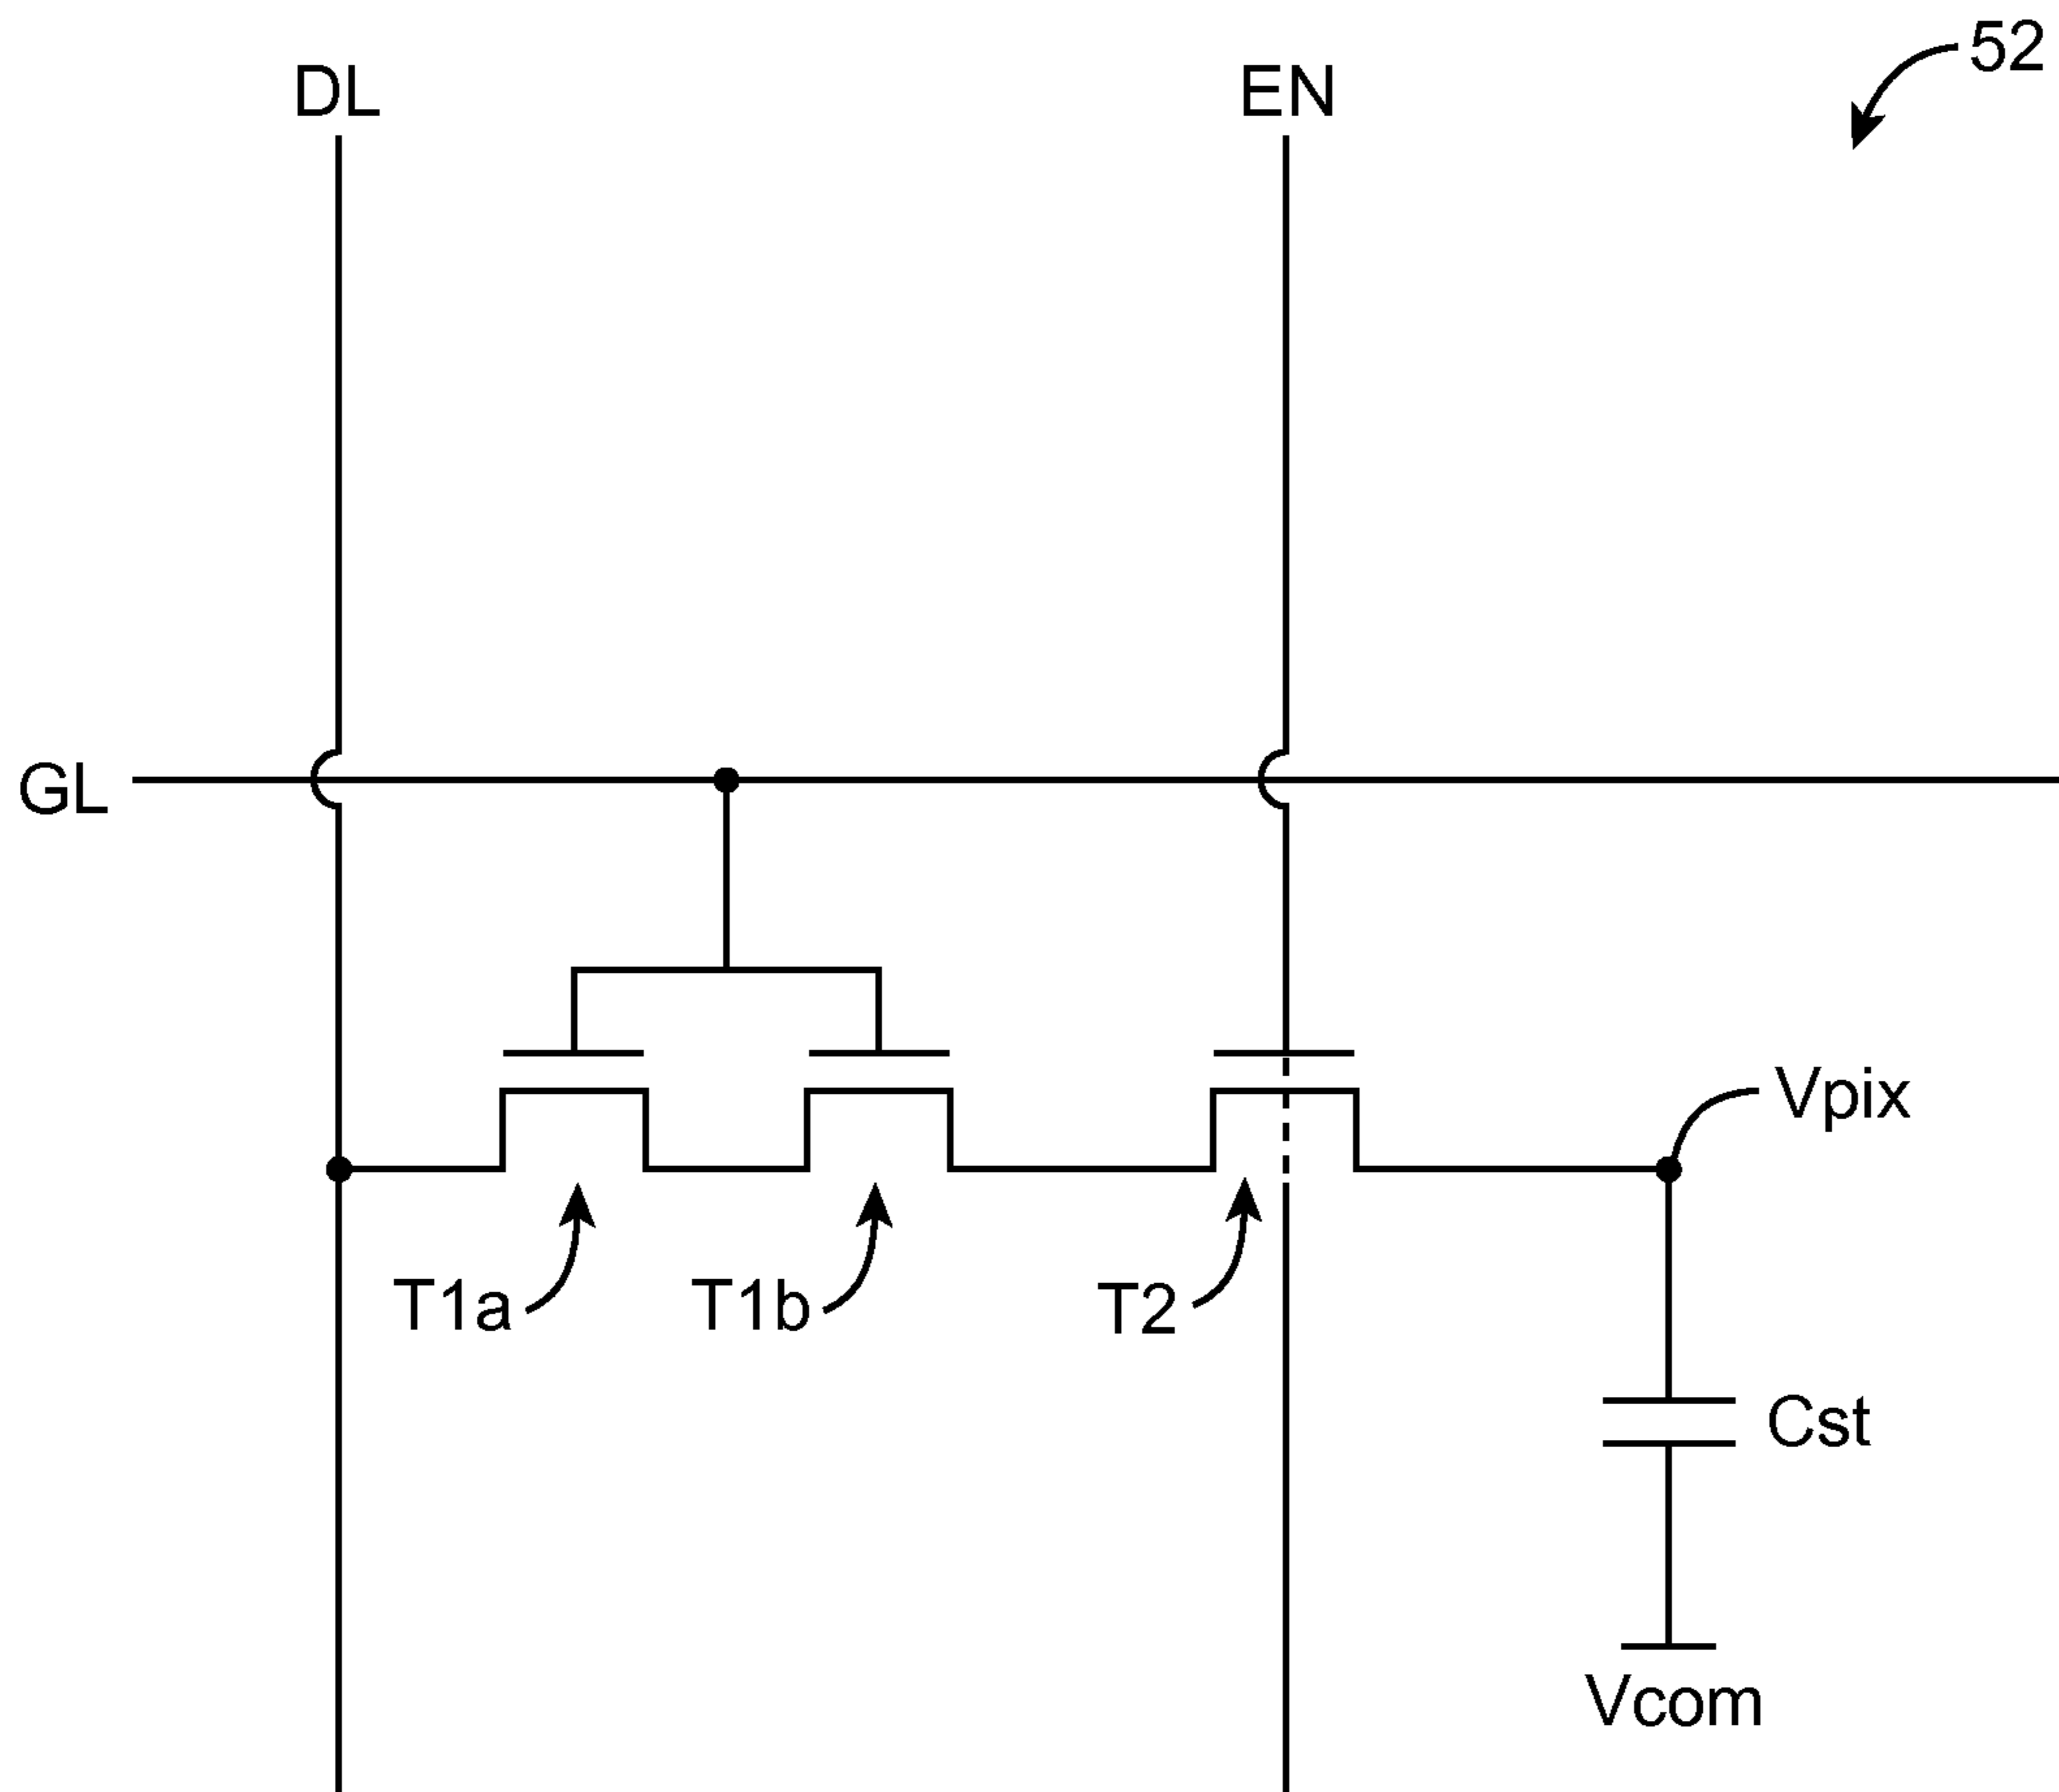 52
DL
EN
GL
Vpix
T1a
T1b
T2
Cst
Vcom